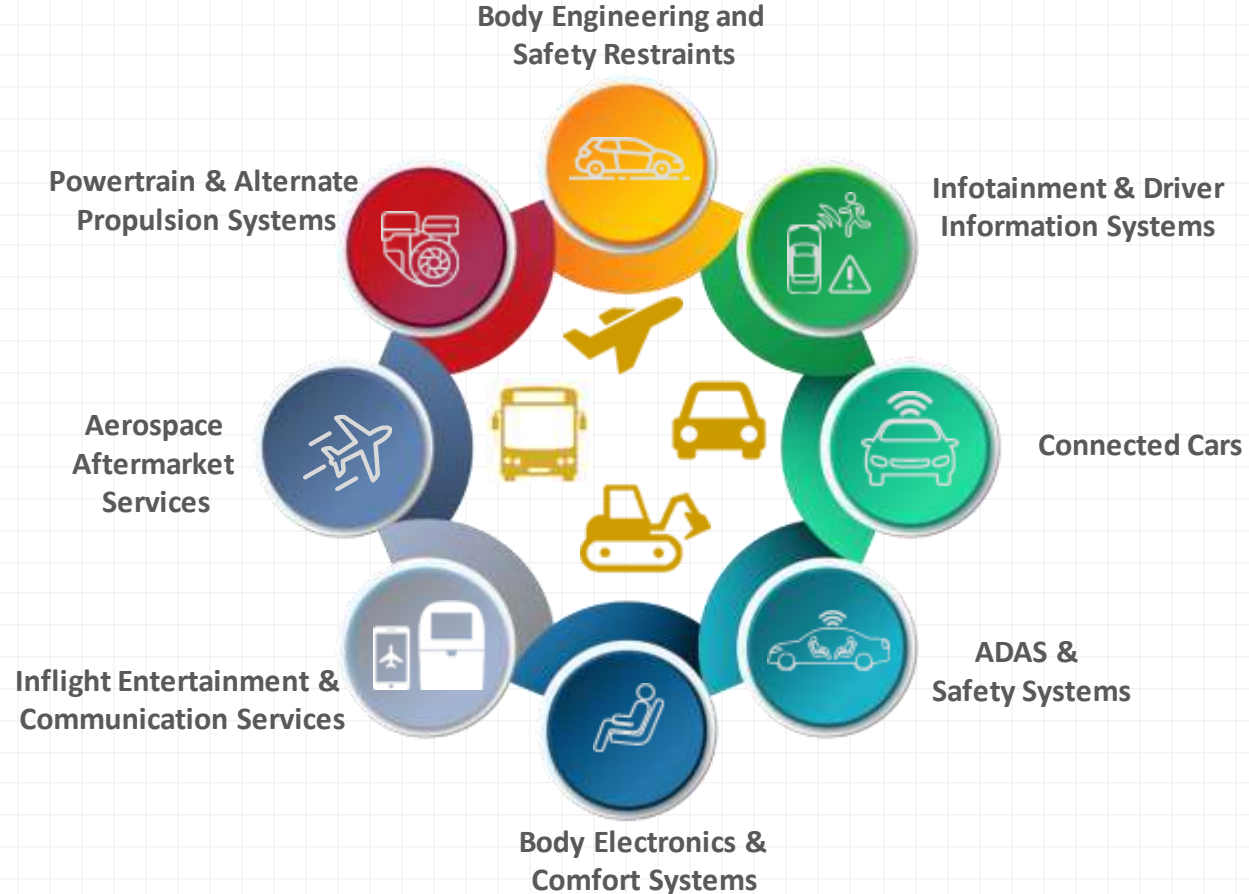 Body Engineering and
Safety Restraints
Powertrain & Alternate
Propulsion Systems
Infotainment & Driver
Information Systems
Aerospace
Aftermarket
Services
Connected Cars
Inflight Entertainment &
Communication Services
ADAS &
Safety Systems
Body Electronics &
Comfort Systems